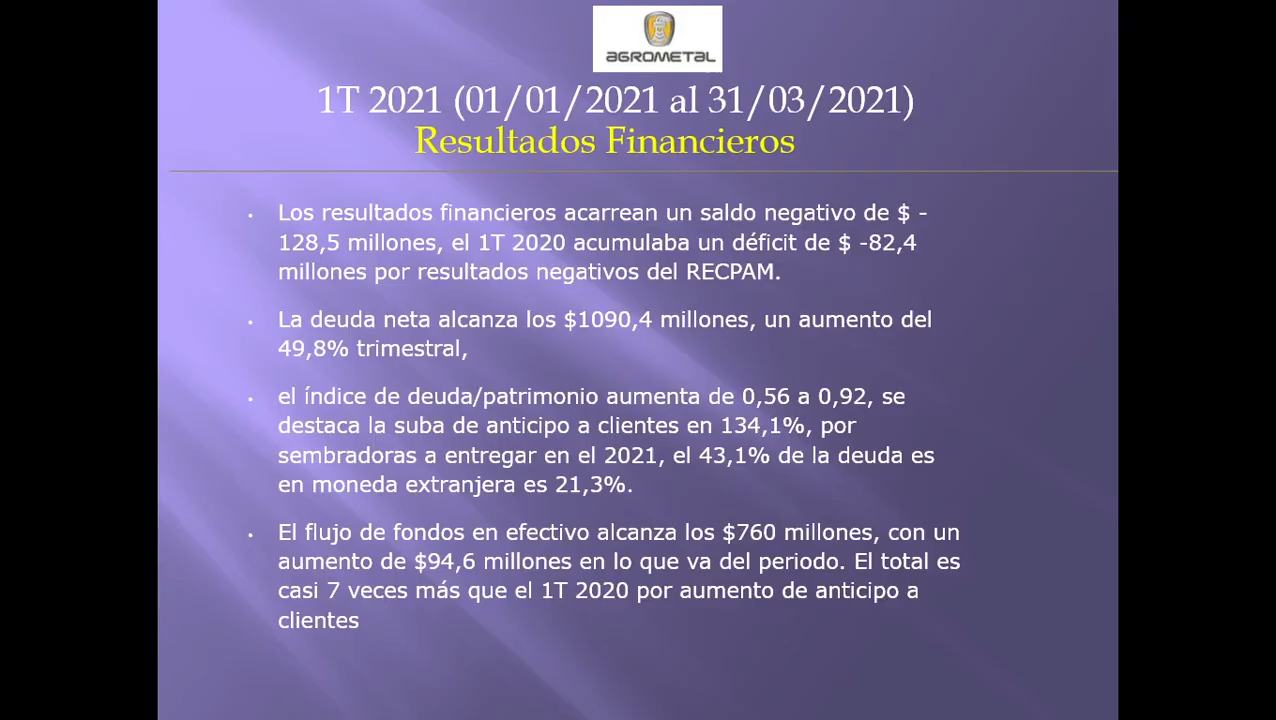 AGROMETAL
1T 2021 (01/01/2021 al 31/03/2021)
Resultados Financieros
• Los resultados financieros acarrean un saldo negativo de $ -
128,5 millones, el 1T 2020 acumulaba un déficit de $ -82,4
millones por resultados negativos del RECPAM.
• La deuda neta alcanza los $1090,4 millones, un aumento del
49,8% trimestral,
• el índice de deuda/patrimonio aumenta de 0,56 a 0,92, se
destaca la suba de anticipo a clientes en 134,1%, por
sembradoras a entregar en el 2021, el 43,1% de la deuda es
en moneda extranjera es 21,3%.
• El flujo de fondos en efectivo alcanza los $760 millones, con un
aumento de $94,6 millones en lo que va del periodo. El total es
casi 7 veces más que el 1T 2020 por aumento de anticipo a
clientes